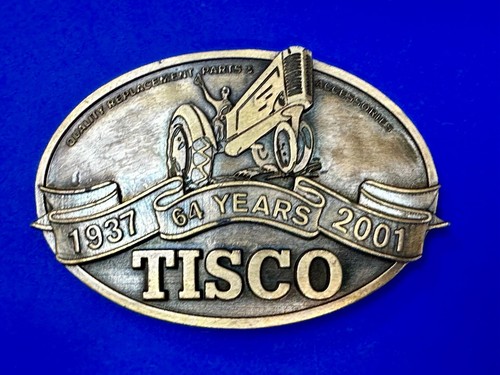 QUALITY REPLACEMENT PARTS & ACCESSORIES
1937 64 YEARS 2001
TISCO